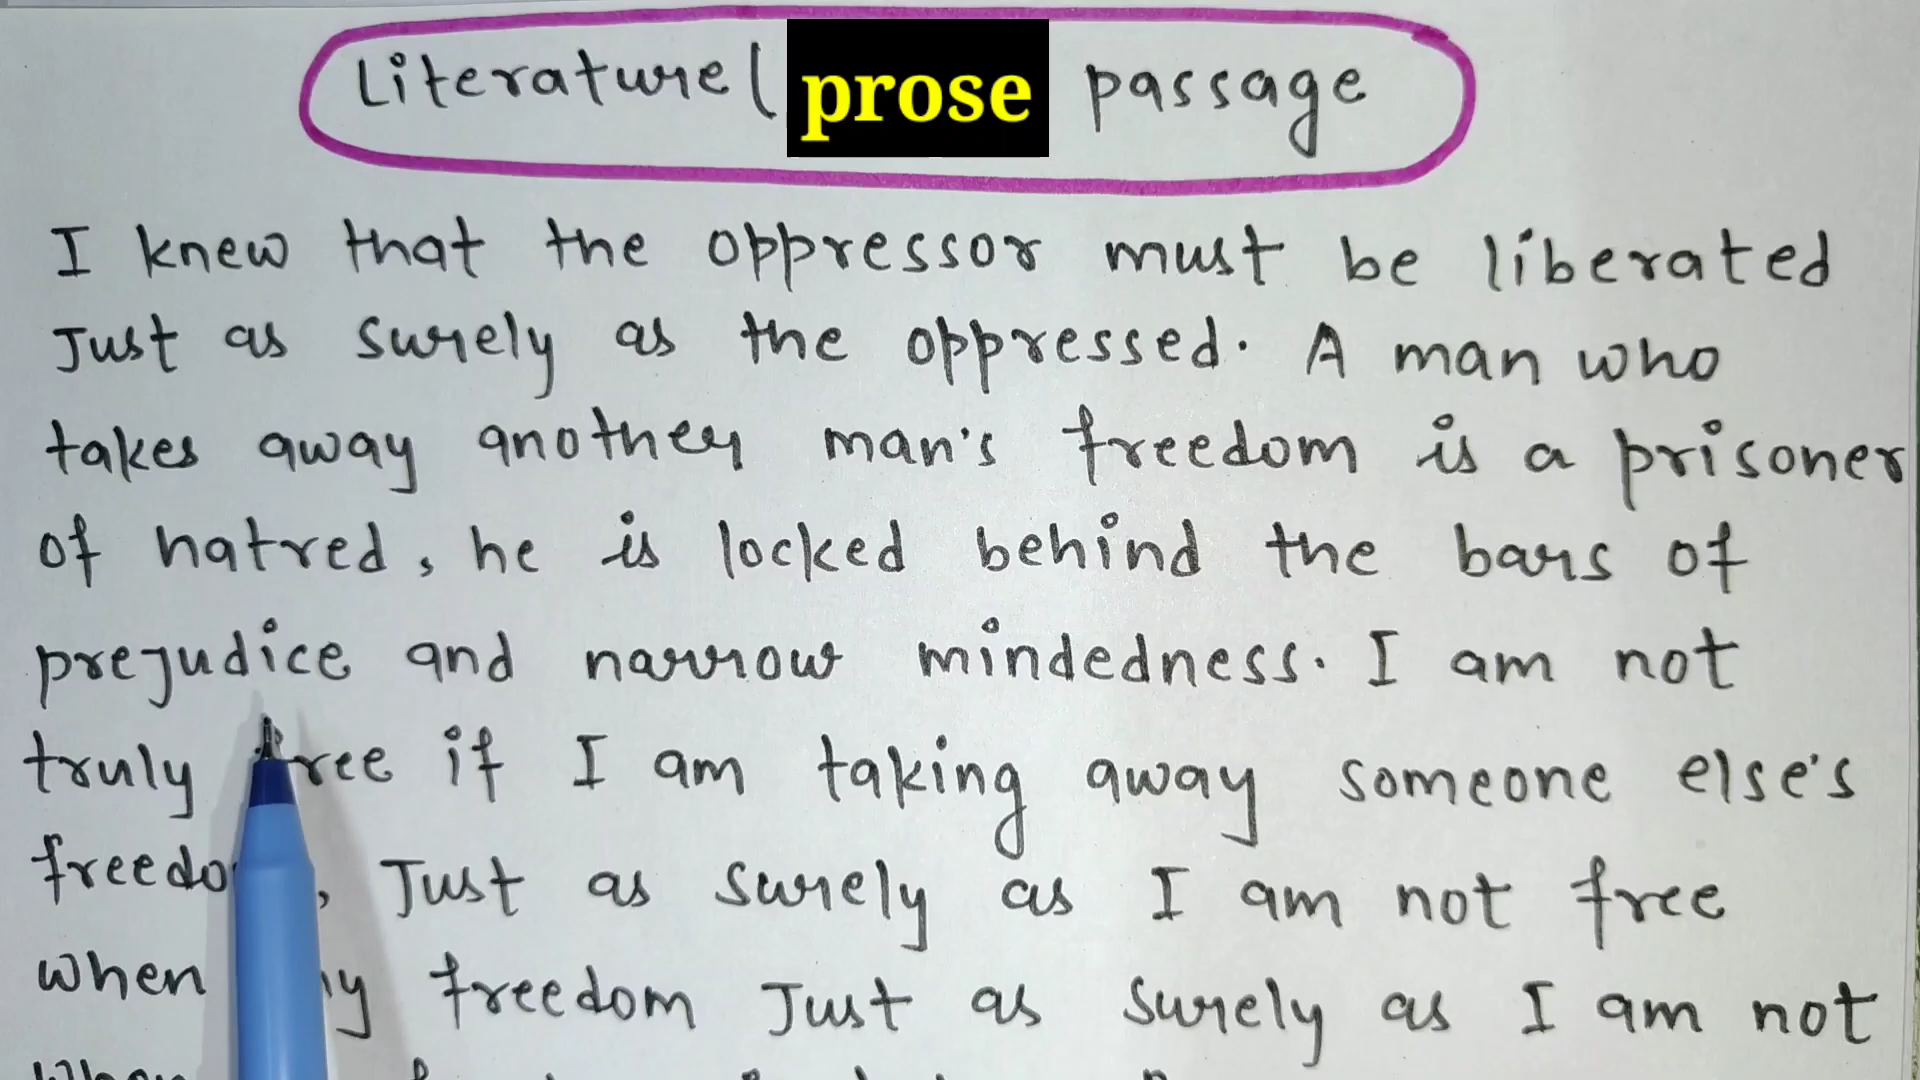 Literature( prose passage
I knew that the oppressor must be liberated
Just as surely as the oppressed. A man who
takes away another man's freedom is a prisoner
of hatred, he is locked behind the bars of
prejudice and narrow mindedness. I am not
truly free if I am taking away someone else's
freedom, Just as surely as I am not free
when my freedom Just as surely as I am not